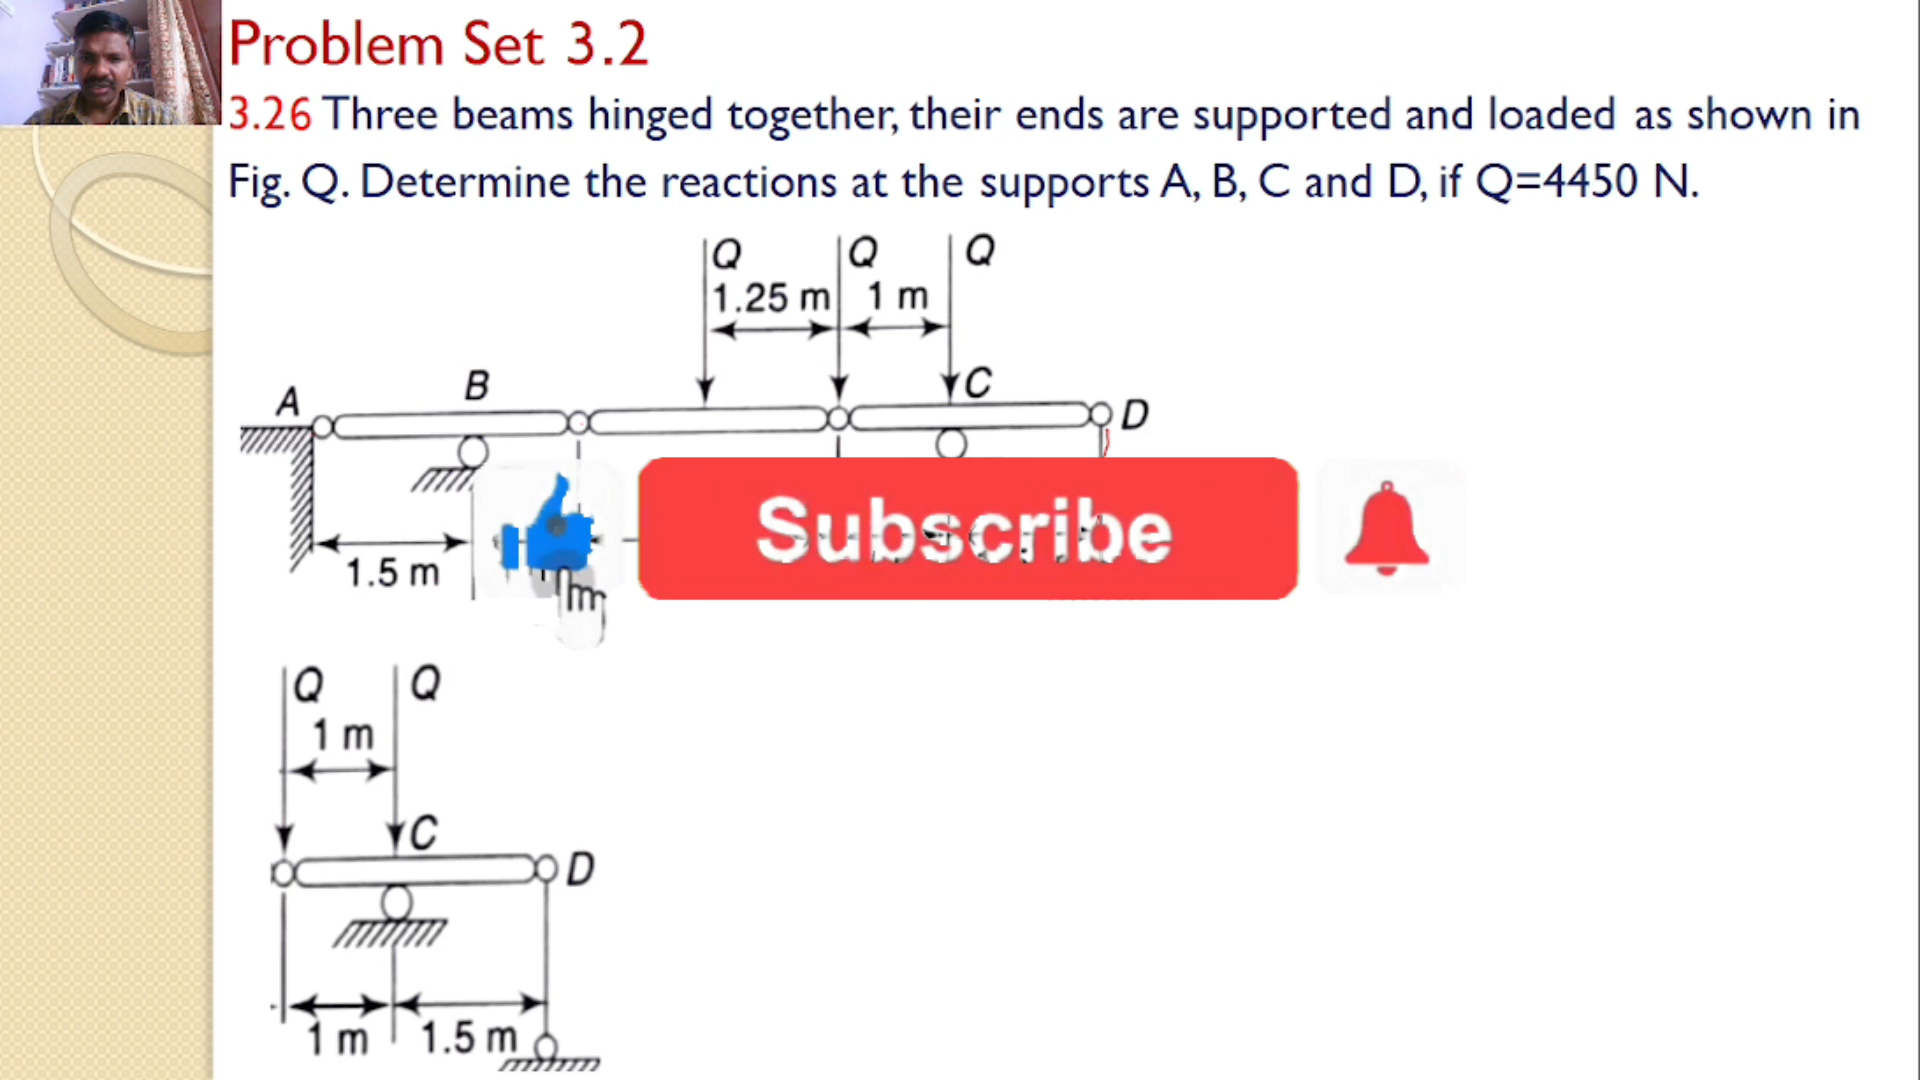 Problem Set 3.2
3.26 Three beams hinged together, their ends are supported and loaded as shown in
Fig. Q. Determine the reactions at the supports A, B, C and D, if Q=4450 N.
Q Q Q
1.25 m 1 m
A B C D
1.5 m m
Subscribe
Q Q
1 m
C
D
1 m 1.5 m